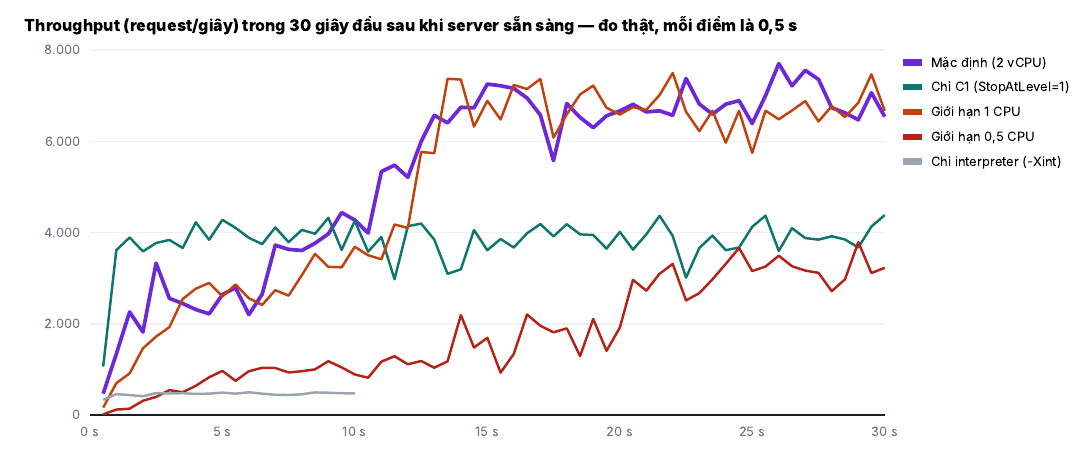 Throughput (request/giây) trong 30 giây đầu sau khi server sẵn sàng — đo thật, mỗi điểm là 0,5 s
8.000
6.000
4.000
2.000
0
0 s
5 s
10 s
15 s
20 s
25 s
30 s
Mặc định (2 vCPU)
Chỉ C1 (StopAtLevel=1)
Giới hạn 1 CPU
Giới hạn 0,5 CPU
Chỉ interpreter (-Xint)